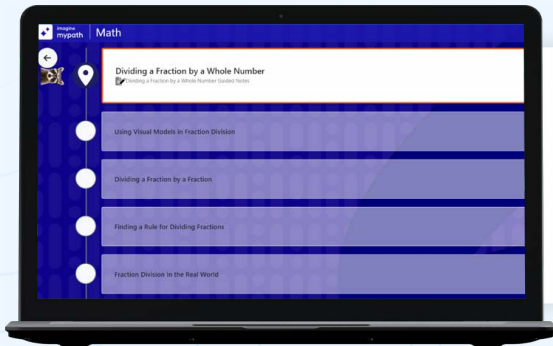 imagine
mypath
Math
Dividing a Fraction by a Whole Number
Dividing a Fraction by a Whole Number Guided Notes
Using Visual Models in Fraction Division
Dividing a Fraction by a Fraction
Finding a Rule for Dividing Fractions
Fraction Division in the Real World